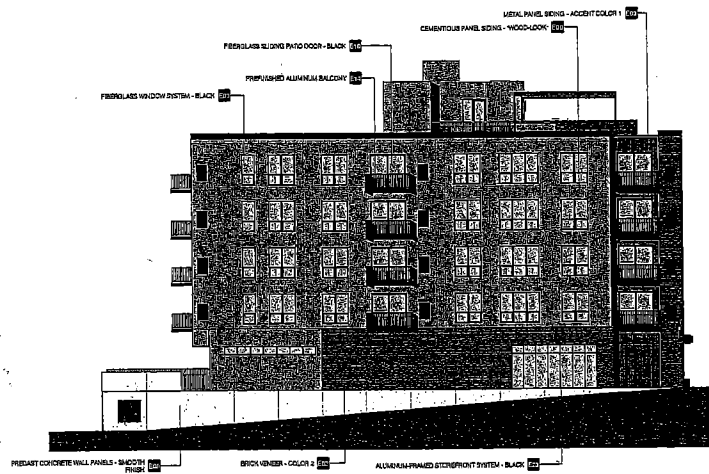 METAL PANEL SIDING - ACCENT COLOR 1
CEMENTIOUS PANEL SIDING - "WOOD-LOOK"
FIBERGLASS SLIDING PATIO DOOR - BLACK
PREFINISHED ALUMINUM BALCONY
FIBERGLASS WINDOW SYSTEM - BLACK
PRECAST CONCRETE WALL PANELS - SMOOTH
FINISH
BRICK VENEER - COLOR 2
ALUMINUM-FRAMED STOREFRONT SYSTEM - BLACK